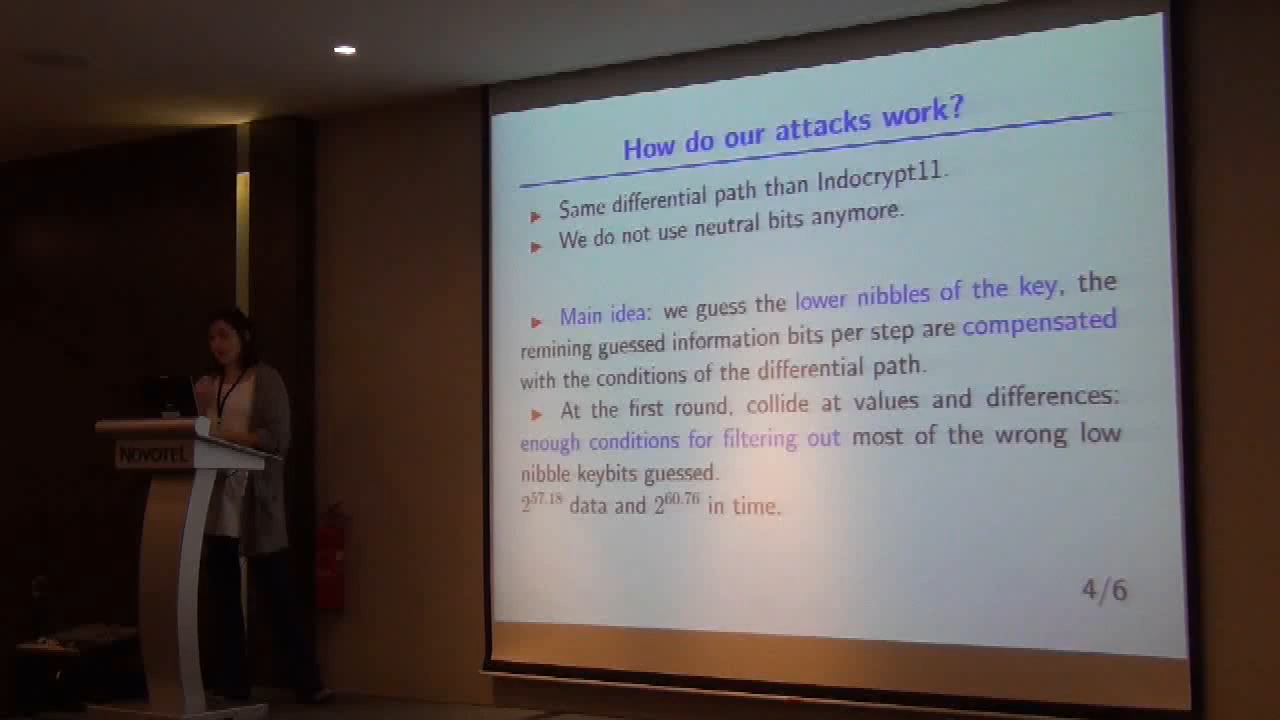 How do our attacks work?
► Same differential path than Indocrypt11.
► We do not use neutral bits anymore.
► Main idea: we guess the lower nibbles of the key, the
remining guessed information bits per step are compensated
with the conditions of the differential path.
► At the first round, collide at values and differences:
enough conditions for filtering out most of the wrong low
nibble keybits guessed.
2^57.18 data and 2^60.76 in time.
4/6
NOVOTEL